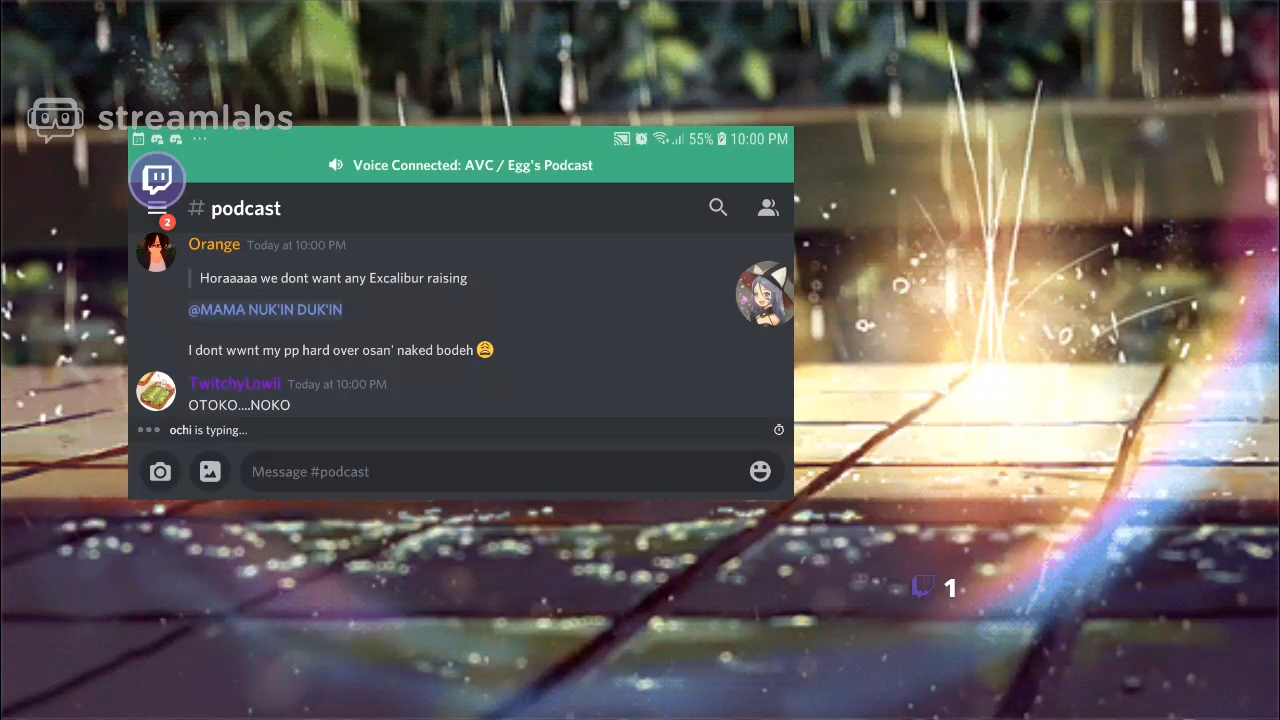 streamlabs
55% 10:00 PM
Voice Connected: AVC / Egg's Podcast
# podcast
2
Orange Today at 10:00 PM
Horaaaaa we dont want any Excalibur raising
@MAMA NUK'IN DUK'IN
I dont wwnt my pp hard over osan' naked bodeh 😩
TwitchyLowii Today at 10:00 PM
OTOKO....NOKO
ochi is typing...
Message #podcast
1